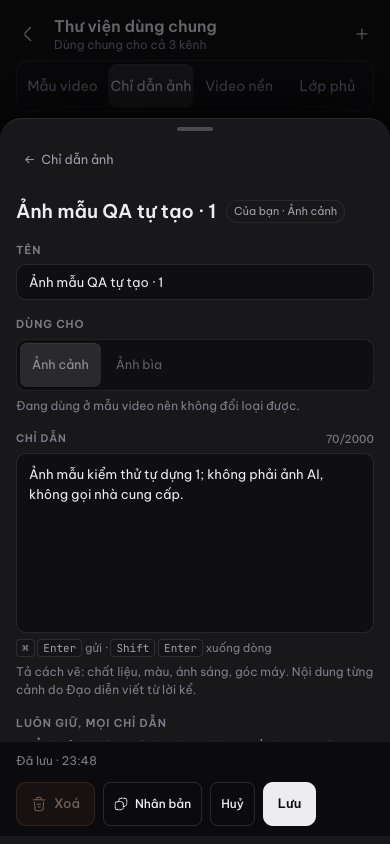 Thư viện dùng chung
Dùng chung cho cả 3 kênh
Mẫu video Chỉ dẫn ảnh Video nền Lớp phủ
← Chỉ dẫn ảnh
Ảnh mẫu QA tự tạo · 1 Của bạn · Ảnh cảnh
TÊN
Ảnh mẫu QA tự tạo · 1
DÙNG CHO
Ảnh cảnh Ảnh bìa
Đang dùng ở mẫu video nên không đổi loại được.
CHỈ DẪN 70/2000
Ảnh mẫu kiểm thử tự dựng 1; không phải ảnh AI,
không gọi nhà cung cấp.
⌘ Enter gửi · Shift Enter xuống dòng
Tả cách vẽ: chất liệu, màu, ánh sáng, góc máy. Nội dung từng
cảnh do Đạo diễn viết từ lời kể.
LUÔN GIỮ, MỌI CHỈ DẪN
Đã lưu · 23:48
Xoá Nhân bản Huỷ Lưu